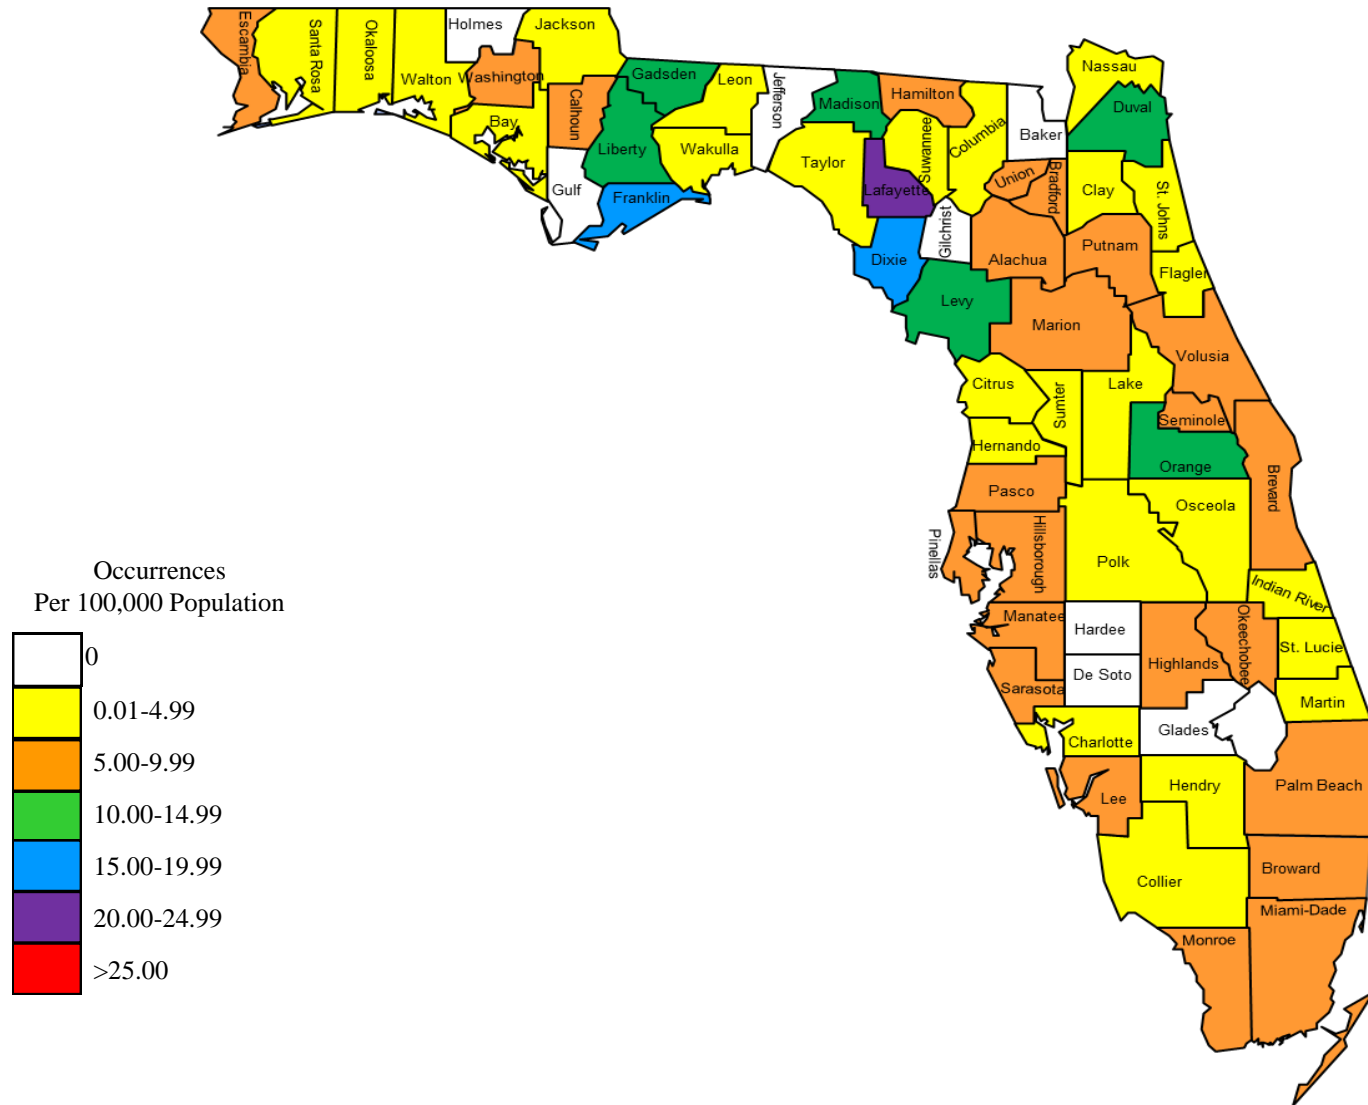 Escambia
Santa Rosa
Okaloosa
Walton
Holmes
Jackson
Washington
Bay
Calhoun
Gulf
Gadsden
Liberty
Franklin
Leon
Wakulla
Jefferson
Madison
Taylor
Hamilton
Suwannee
Lafayette
Columbia
Dixie
Gilchrist
Baker
Union
Bradford
Nassau
Duval
Clay
St. Johns
Alachua
Putnam
Flagler
Levy
Marion
Volusia
Citrus
Sumter
Lake
Seminole
Hernando
Orange
Brevard
Pasco
Osceola
Pinellas
Hillsborough
Polk
Indian River
Manatee
Hardee
Highlands
Okeechobee
St. Lucie
Sarasota
De Soto
Martin
Charlotte
Glades
Lee
Hendry
Palm Beach
Collier
Broward
Miami-Dade
Monroe
Occurrences
Per 100,000 Population
0
0.01-4.99
5.00-9.99
10.00-14.99
15.00-19.99
20.00-24.99
>25.00